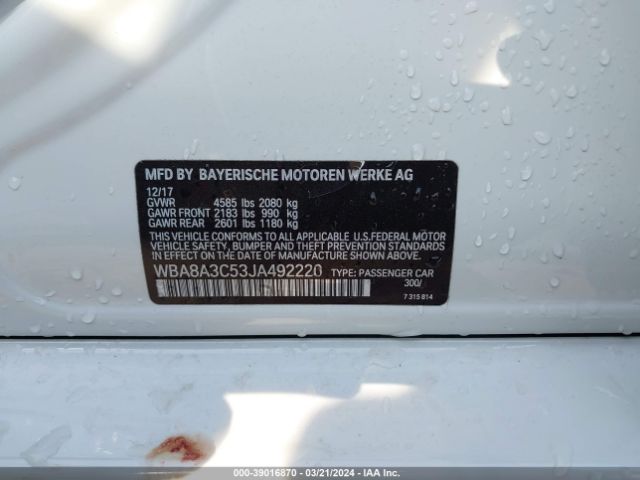 MFD BY BAYERISCHE MOTOREN WERKE AG
12/17
GVWR 4585 lbs 2080 kg
GAWR FRONT 2183 lbs 990 kg
GAWR REAR 2601 lbs 1180 kg
THIS VEHICLE CONFORMS TO ALL APPLICABLE U.S.FEDERAL MOTOR
VEHICLE SAFETY, BUMPER AND THEFT PREVENTION STANDARDS
IN EFFECT ON THE DATE OF MANUFACTURE SHOWN ABOVE.
WBA8A3C53JA492220 TYPE: PASSENGER CAR
300/
7 315 814
000-39016870 - 03/21/2024 - IAA Inc.